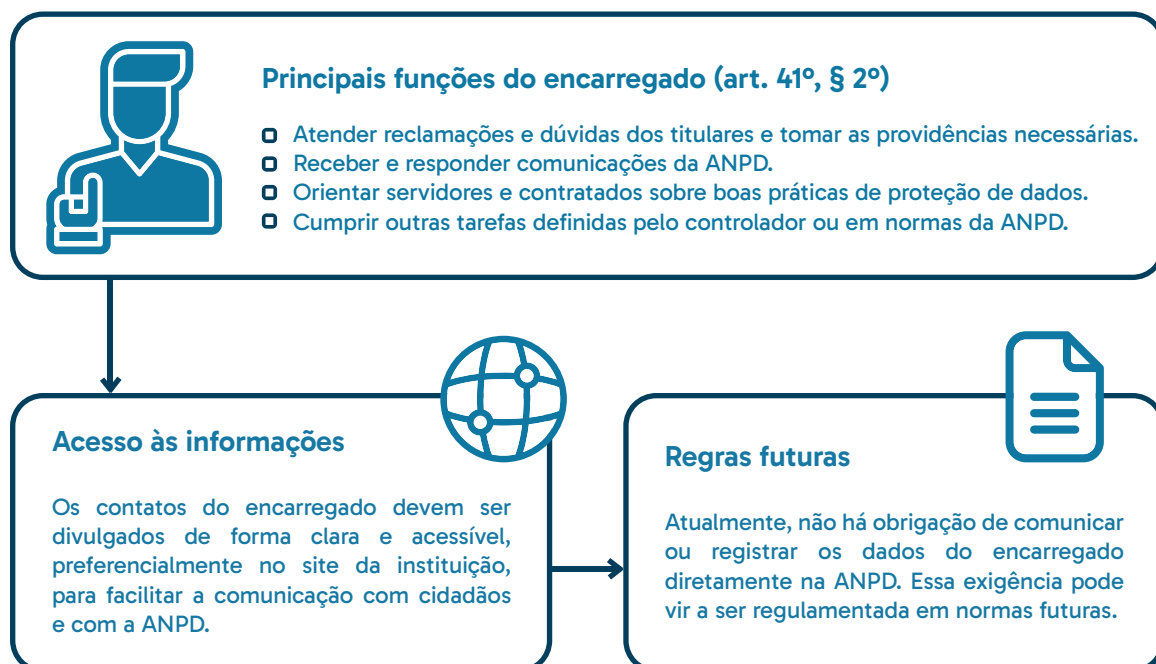 Principais funções do encarregado (art. 41º, § 2º)
Atender reclamações e dúvidas dos titulares e tomar as providências necessárias.
Receber e responder comunicações da ANPD.
Orientar servidores e contratados sobre boas práticas de proteção de dados.
Cumprir outras tarefas definidas pelo controlador ou em normas da ANPD.
Acesso às informações
Os contatos do encarregado devem ser
divulgados de forma clara e acessível,
preferencialmente no site da instituição,
para facilitar a comunicação com cidadãos
e com a ANPD.
Regras futuras
Atualmente, não há obrigação de comunicar
ou registrar os dados do encarregado
diretamente na ANPD. Essa exigência pode
vir a ser regulamentada em normas futuras.